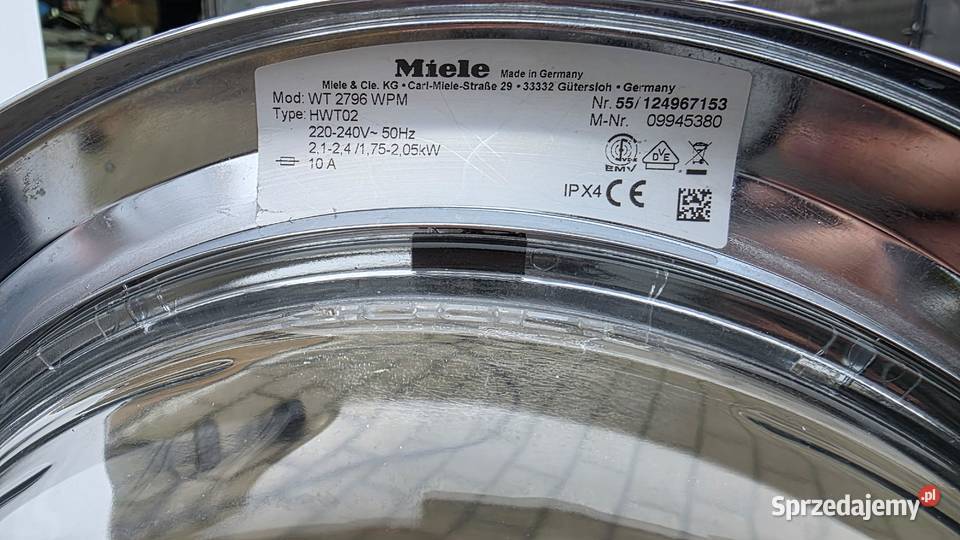 Miele Made in Germany
Miele & Cie. KG • Carl-Miele-Straße 29 • 33332 Gütersloh • Germany
Mod: WT 2796 WPM
Type: HWT02
220-240V~ 50Hz
2,1-2,4 /1,75-2,05kW
10 A
Nr. 55/124967153
M-Nr. 09945380
VDE
EMV
IPX4 CE
Sprzedajemy.pl